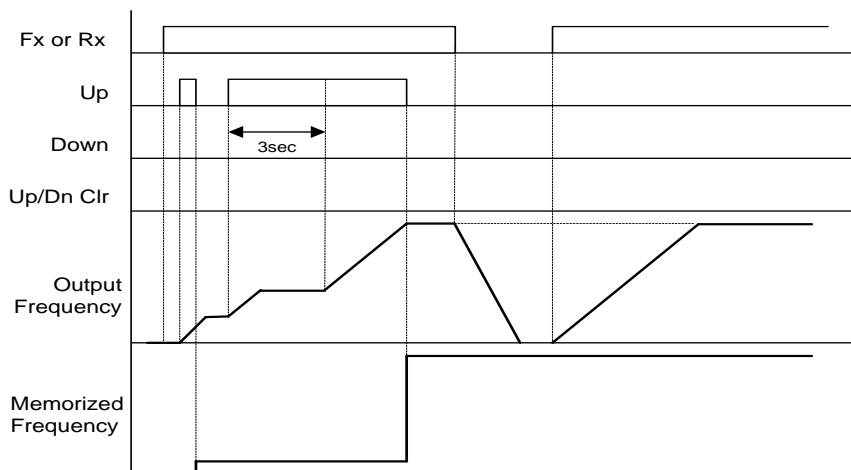 Fx or Rx
Up
3sec
Down
Up/Dn Clr
Output
Frequency
Memorized
Frequency